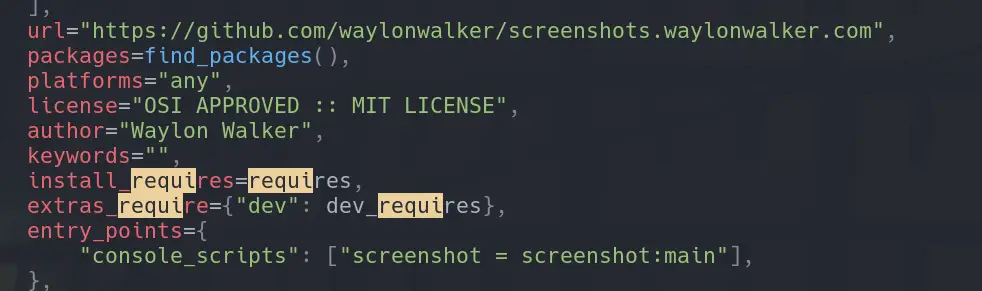 ],
url="https://github.com/waylonwalker/screenshots.waylonwalker.com",
packages=find_packages(),
platforms="any",
license="OSI APPROVED :: MIT LICENSE",
author="Waylon Walker",
keywords="",
install_requires=requires,
extras_require={"dev": dev_requires},
entry_points={
    "console_scripts": ["screenshot = screenshot:main"],
},